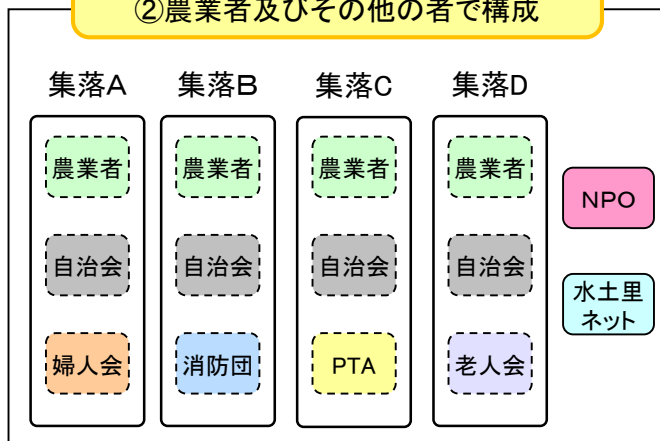 ②農業者及びその他の者で構成
集落A
集落B
集落C
集落D
農業者
農業者
農業者
農業者
自治会
自治会
自治会
自治会
婦人会
消防団
PTA
老人会
NPO
水土里
ネット